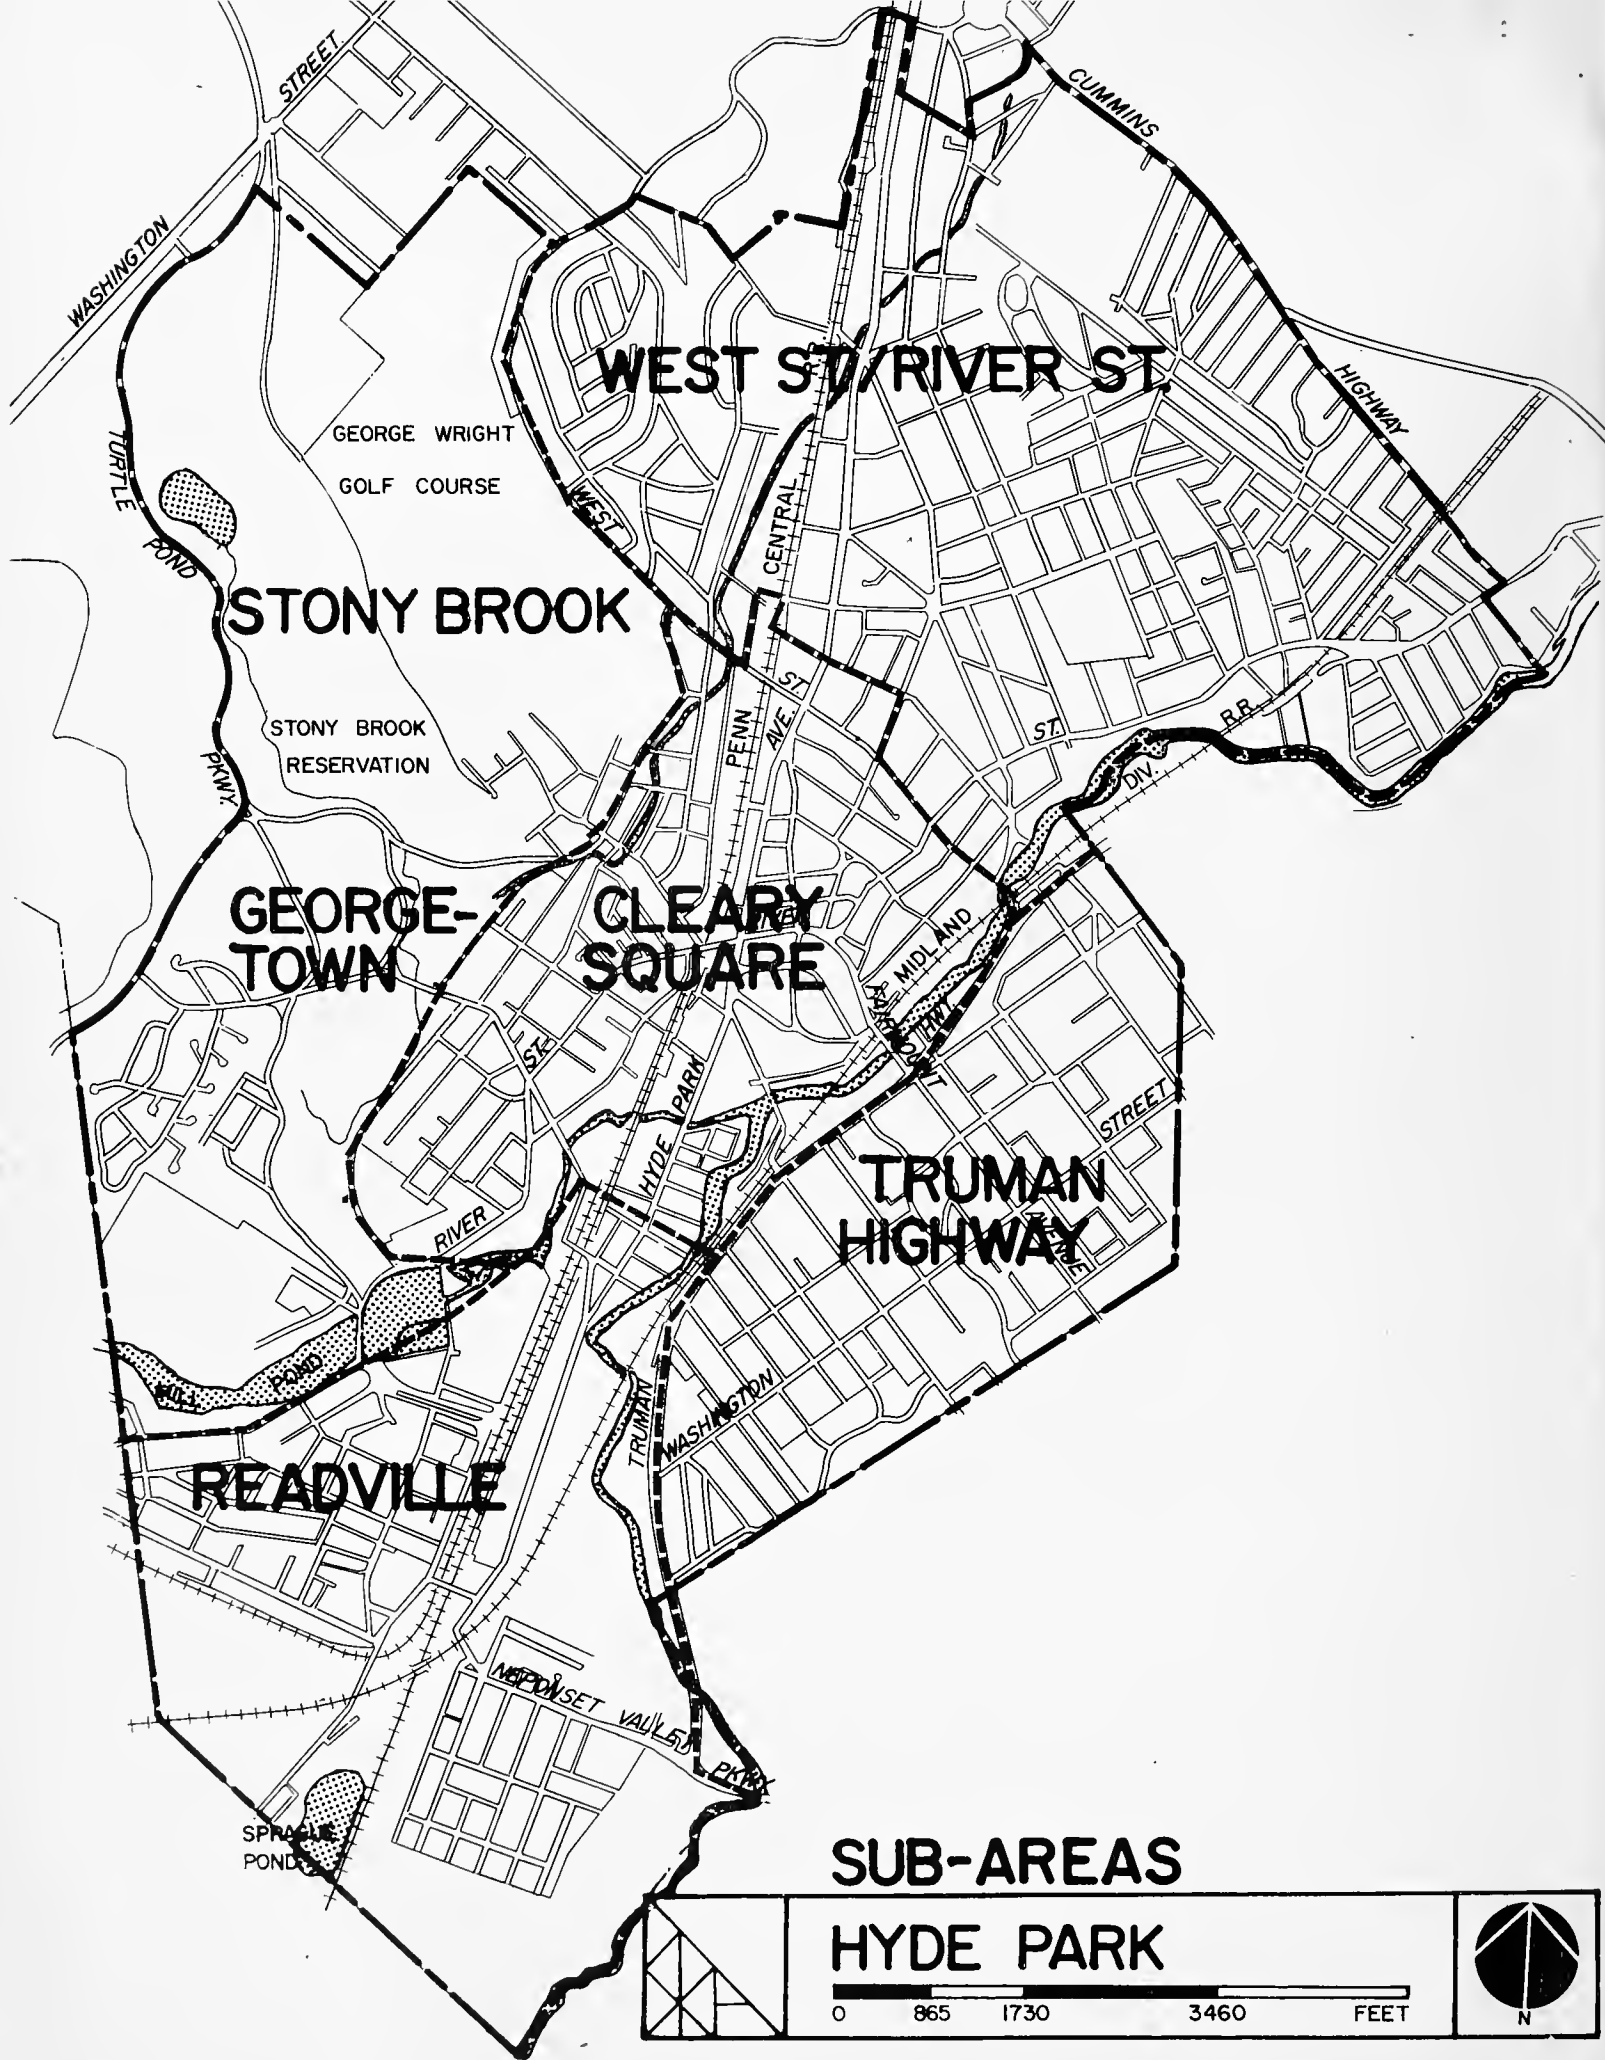 STREET
WASHINGTON
CUMMINS
HIGHWAY
WEST ST/RIVER ST.
TURTLE
POND
PKWY.
GEORGE WRIGHT
GOLF COURSE
WEST
CENTRAL
STONY BROOK
ST.
PENN
AVE.
STONY BROOK
RESERVATION
ST.
R.R.
DIV.
GEORGE-
TOWN
CLEARY
SQUARE
MIDLAND
FAIRMOUNT
HWY.
ST.
HYDE PARK
STREET
TRUMAN
HIGHWAY
RIVER
MILL POND
TRUMAN
WASHINGTON
READVILLE
NEPONSET VALLEY
PKWY.
SPRAGUE
POND
SUB-AREAS
HYDE PARK
0 865 1730 3460 FEET
N